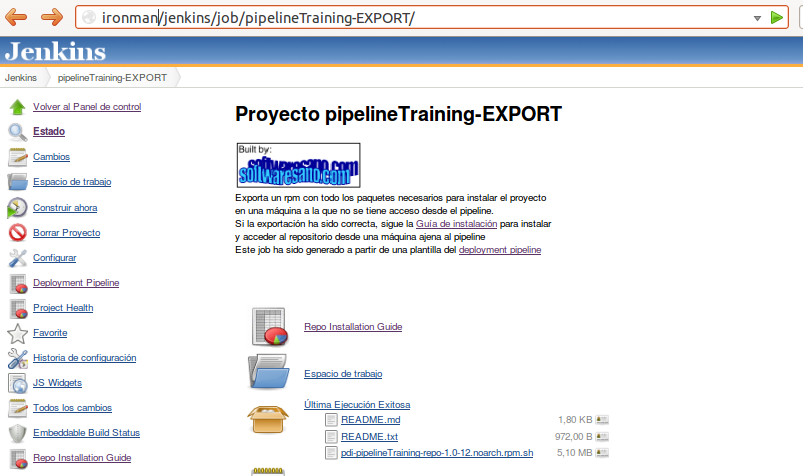 ironman/jenkins/job/pipelineTraining-EXPORT/
Jenkins
Jenkins
pipelineTraining-EXPORT
Volver al Panel de control
Estado
Cambios
Espacio de trabajo
Construir ahora
Borrar Proyecto
Configurar
Deployment Pipeline
Project Health
Favorite
Historia de configuración
JS Widgets
Todos los cambios
Embeddable Build Status
Repo Installation Guide
Proyecto pipelineTraining-EXPORT
Built by:
softwaresano.com
Exporta un rpm con todo los paquetes necesarios para instalar el proyecto
en una máquina a la que no se tiene acceso desde el pipeline.
Si la exportación ha sido correcta, sigue la Guía de instalación para instalar
y acceder al repositorio desde una máquina ajena al pipeline
Este job ha sido generado a partir de una plantilla del deployment pipeline
Repo Installation Guide
Espacio de trabajo
Última Ejecución Exitosa
README.md 1,80 KB
README.txt 972,00 B
pdi-pipelineTraining-repo-1.0-12.noarch.rpm.sh 5,10 MB